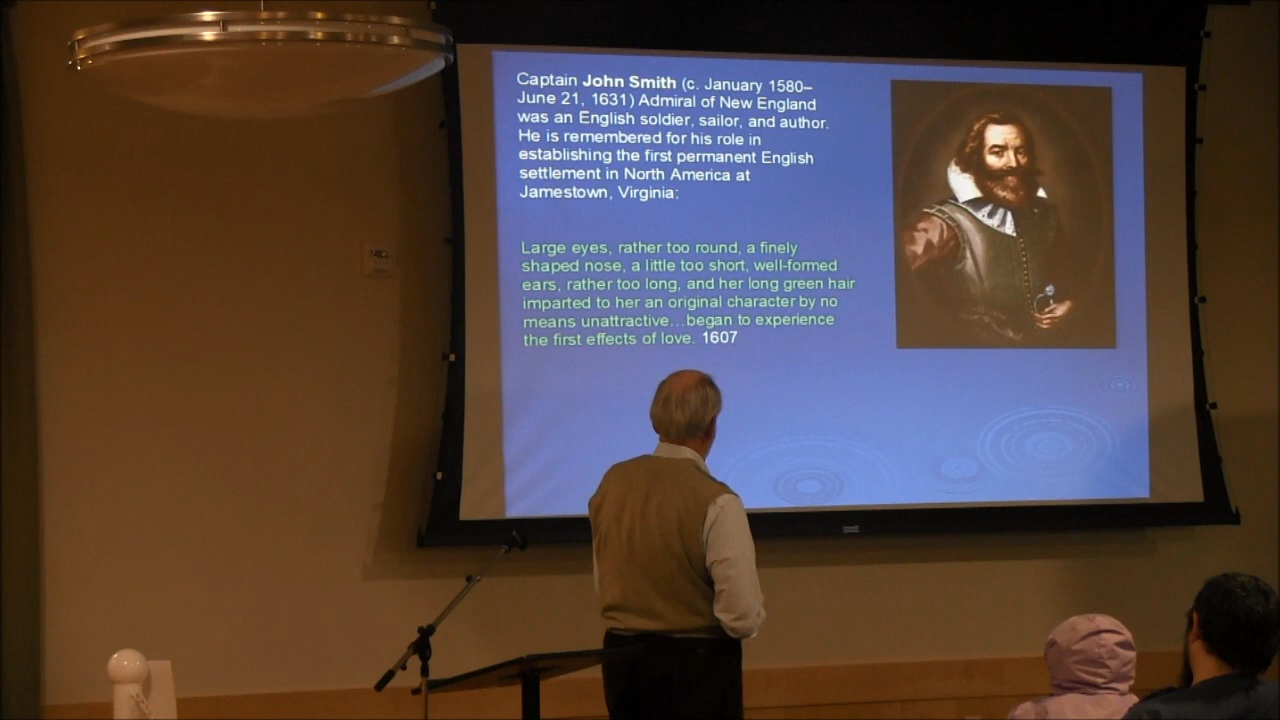 Captain John Smith (c. January 1580–
June 21, 1631) Admiral of New England
was an English soldier, sailor, and author.
He is remembered for his role in
establishing the first permanent English
settlement in North America at
Jamestown, Virginia:
Large eyes, rather too round, a finely
shaped nose, a little too short, well-formed
ears, rather too long, and her long green hair
imparted to her an original character by no
means unattractive…began to experience
the first effects of love. 1607